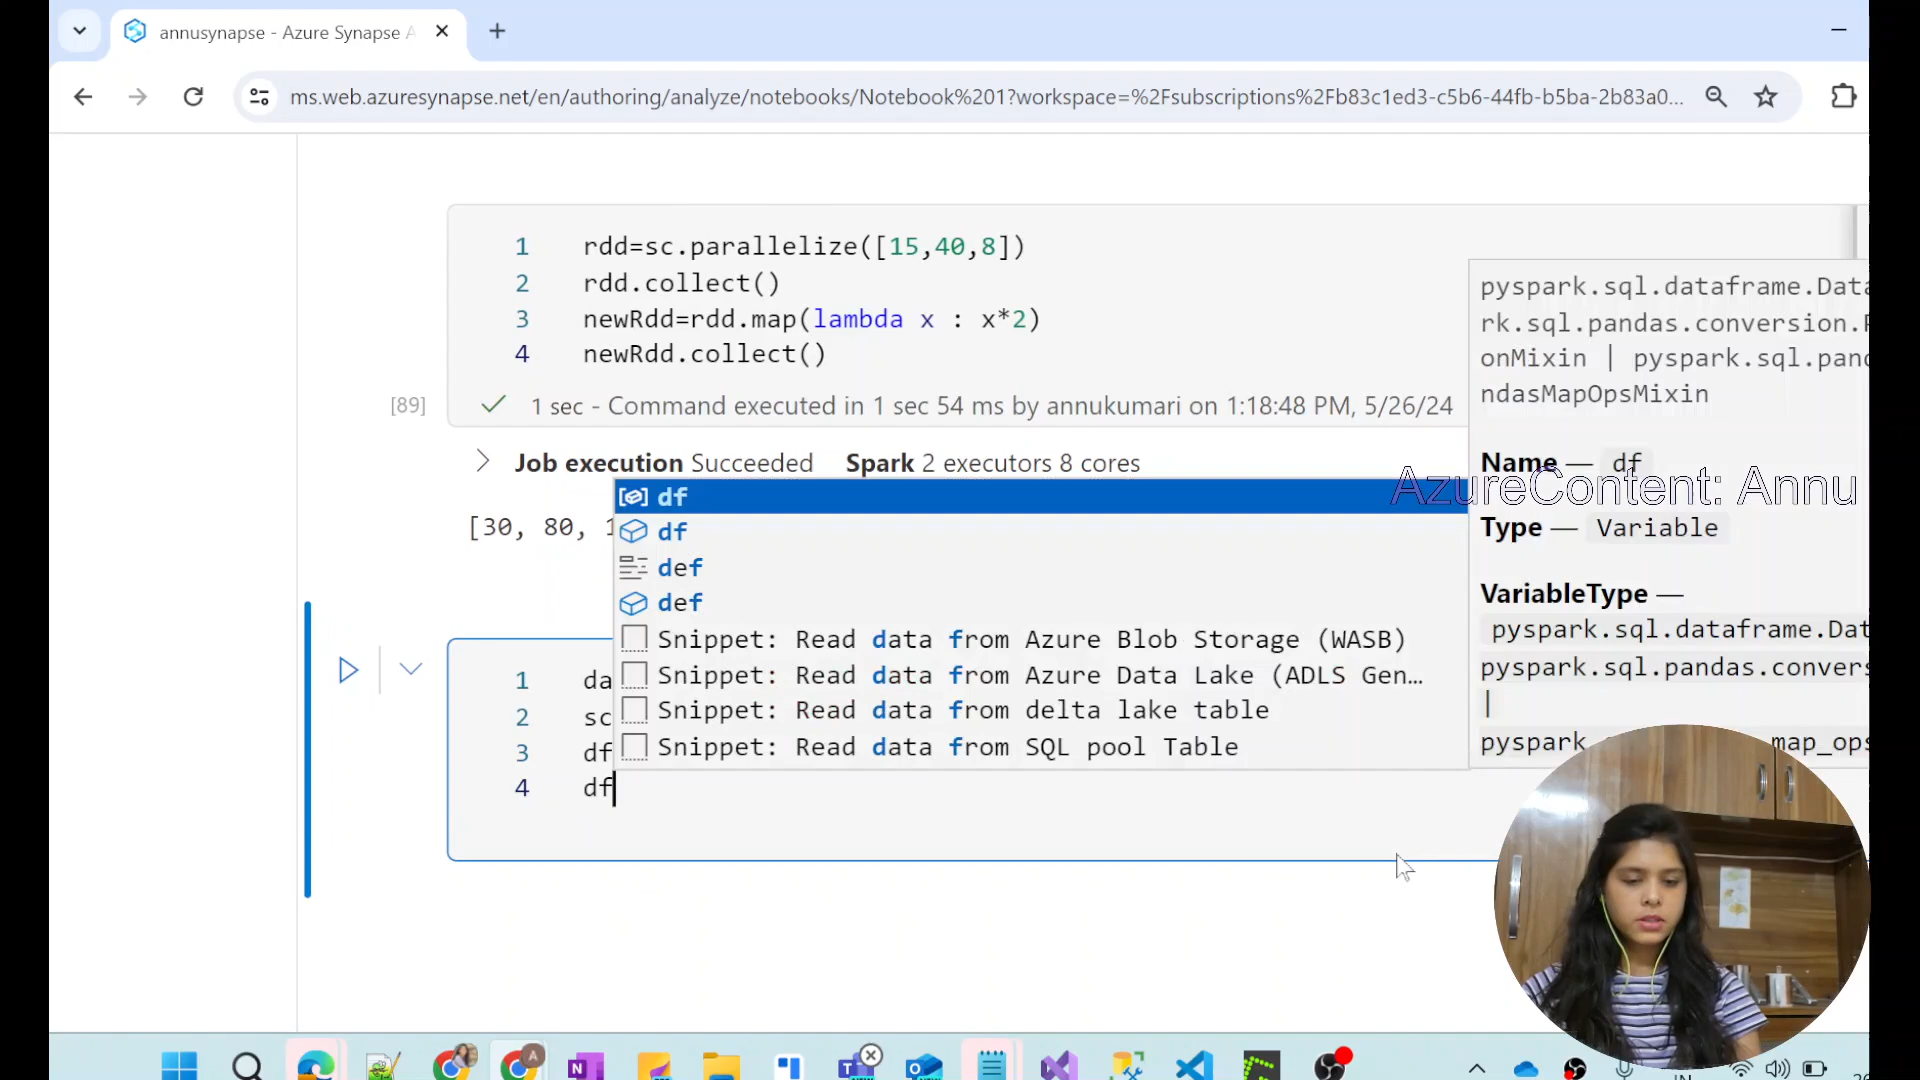 annusynapse - Azure Synapse A
ms.web.azuresynapse.net/en/authoring/analyze/notebooks/Notebook%201?workspace=%2Fsubscriptions%2Fb83c1ed3-c5b6-44fb-b5ba-2b83a0...
1 rdd=sc.parallelize([15,40,8])
2 rdd.collect()
3 newRdd=rdd.map(lambda x : x*2)
4 newRdd.collect()
[89] 1 sec - Command executed in 1 sec 54 ms by annukumari on 1:18:48 PM, 5/26/24
Job execution Succeeded Spark 2 executors 8 cores
[30, 80, 1
df
df
def
def
Snippet: Read data from Azure Blob Storage (WASB)
Snippet: Read data from Azure Data Lake (ADLS Gen...
Snippet: Read data from delta lake table
Snippet: Read data from SQL pool Table
pyspark.sql.dataframe.Data
rk.sql.pandas.conversion.P
onMixin | pyspark.sql.pand
ndasMapOpsMixin
Name — df
AzureContent: Annu
Type — Variable
VariableType —
pyspark.sql.dataframe.Dat
pyspark.sql.pandas.convers
|
pyspark map_ops
1 da
2 sc
3 df
4 df